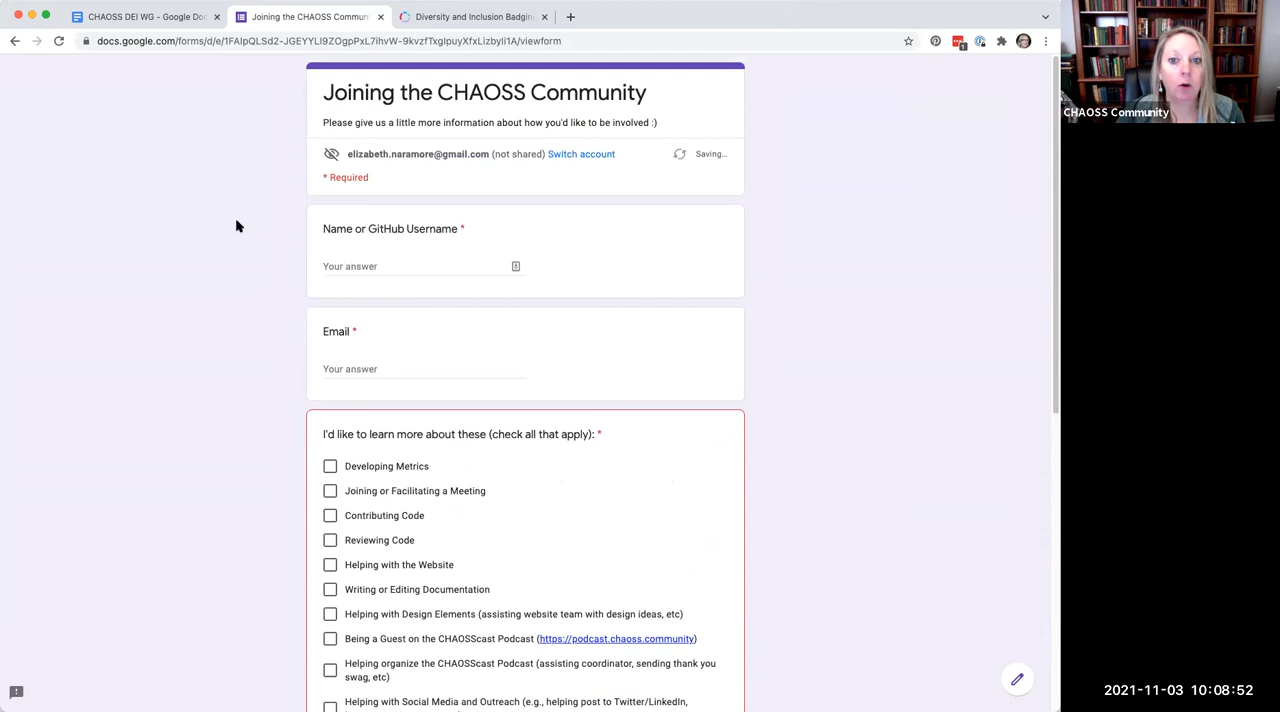 CHAOSS DEI WG - Google Doc
Joining the CHAOSS Communi
Diversity and Inclusion Badging
docs.google.com/forms/d/e/1FAIpQLSd2-JGEYYLI9ZOgpPxL7ihvW-9kvzfTxgIpuyXfxLizbyIi1A/viewform
1
Joining the CHAOSS Community
Please give us a little more information about how you'd like to be involved :)
elizabeth.naramore@gmail.com (not shared) Switch account
Saving...
* Required
Name or GitHub Username *
Your answer
Email *
Your answer
I'd like to learn more about these (check all that apply): *
Developing Metrics
Joining or Facilitating a Meeting
Contributing Code
Reviewing Code
Helping with the Website
Writing or Editing Documentation
Helping with Design Elements (assisting website team with design ideas, etc)
Being a Guest on the CHAOSScast Podcast (https://podcast.chaoss.community)
Helping organize the CHAOSScast Podcast (assisting coordinator, sending thank you
swag, etc)
Helping with Social Media and Outreach (e.g., helping post to Twitter/LinkedIn,
CHAOSS Community
2021-11-03 10:08:52